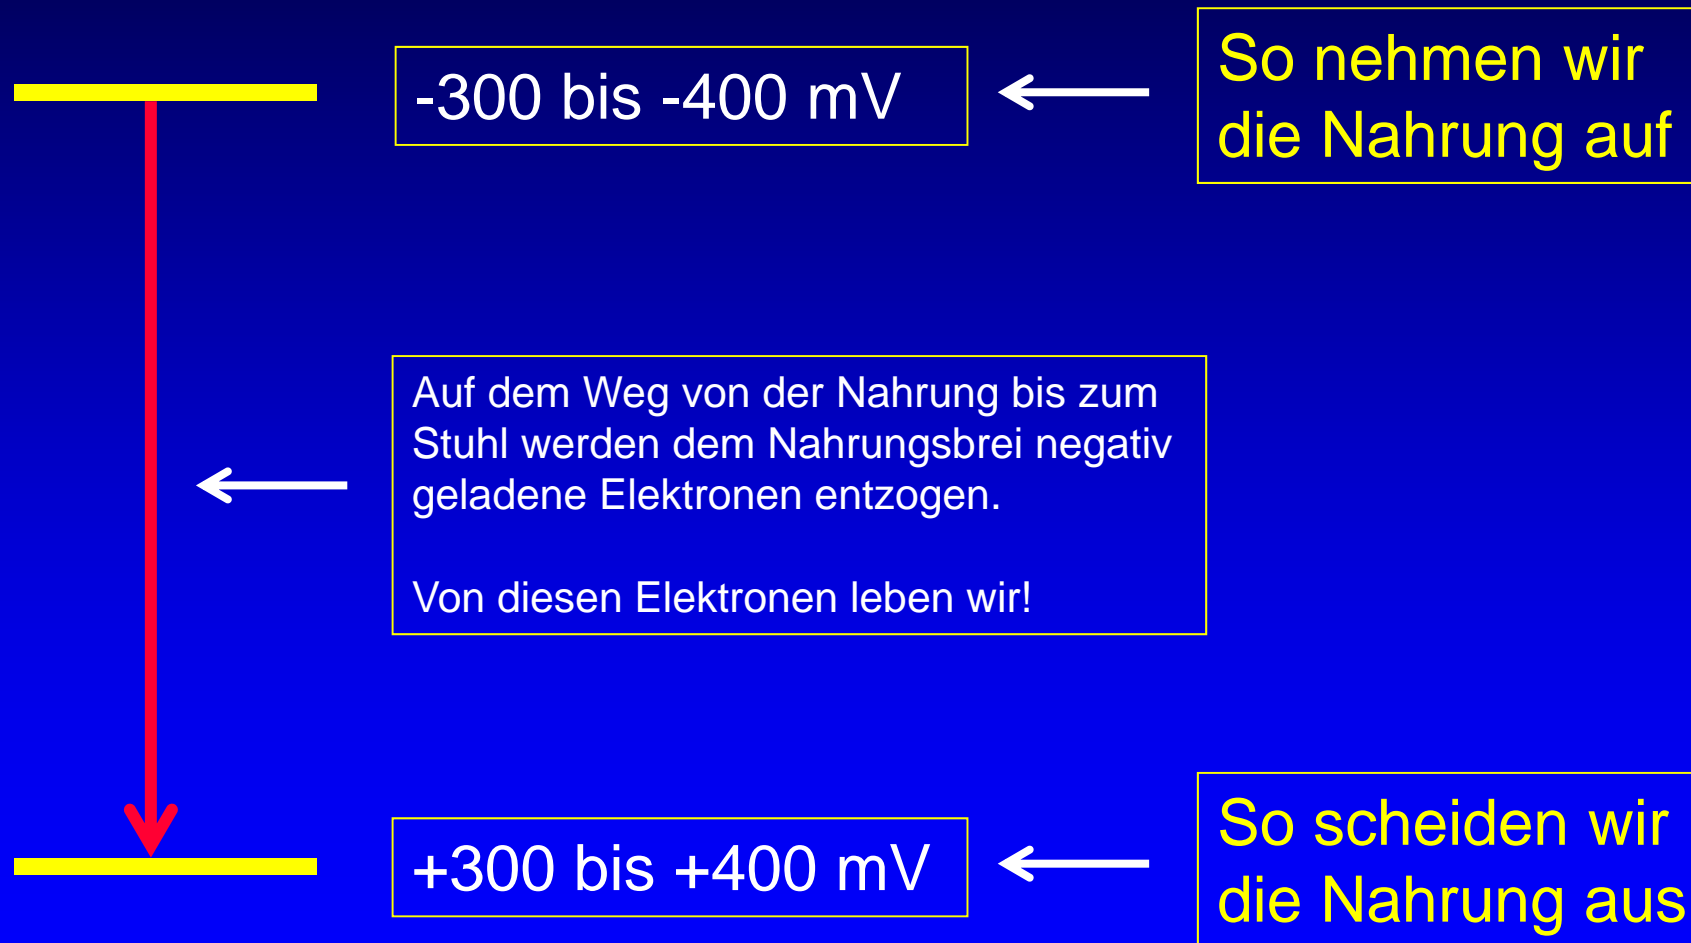 So nehmen wir
die Nahrung auf
-300 bis -400 mV
Auf dem Weg von der Nahrung bis zum
Stuhl werden dem Nahrungsbrei negativ
geladene Elektronen entzogen.
Von diesen Elektronen leben wir!
+300 bis +400 mV
So scheiden wir
die Nahrung aus